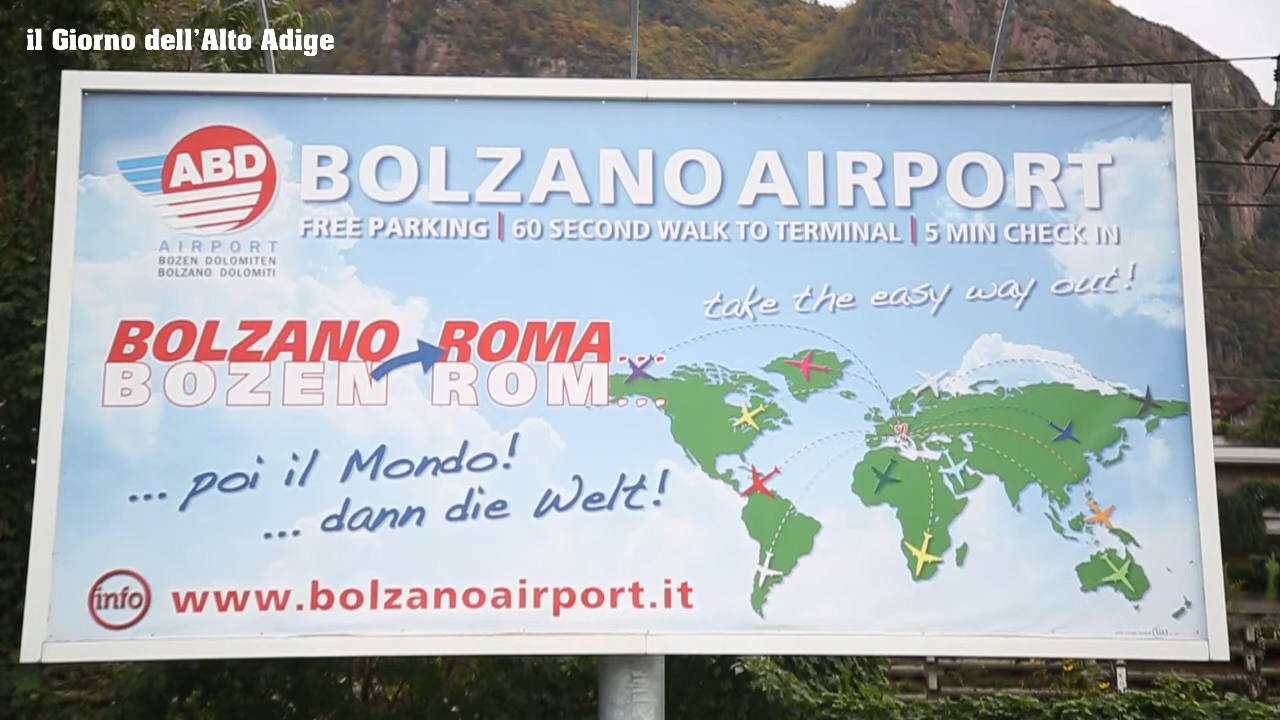 il Giorno dell'Alto Adige
ABD
AIRPORT
BOZEN DOLOMITEN
BOLZANO DOLOMITI
BOLZANO AIRPORT
FREE PARKING | 60 SECOND WALK TO TERMINAL | 5 MIN CHECK IN
take the easy way out!
BOLZANO ROMA...
BOZEN ROM...
... poi il Mondo!
... dann die Welt!
info www.bolzanoairport.it